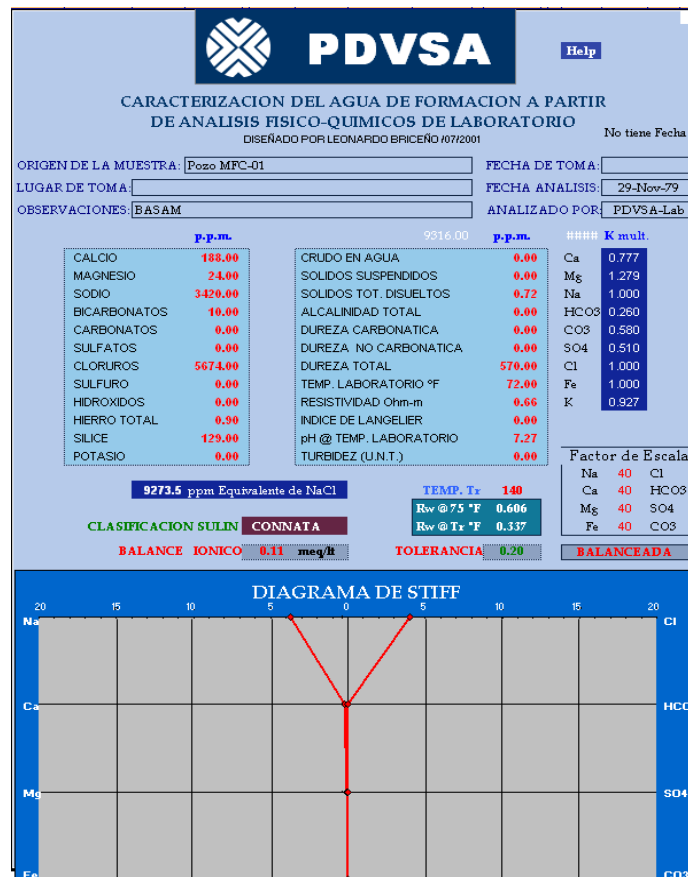 PDVSA
Help
CARACTERIZACION DEL AGUA DE FORMACION A PARTIR
DE ANALISIS FISICO-QUIMICOS DE LABORATORIO
No tiene Fecha
DISEÑADO POR LEONARDO BRICEÑO /07/2001
ORIGEN DE LA MUESTRA: Pozo MFC-01 FECHA DE TOMA:
LUGAR DE TOMA: FECHA ANALISIS: 29-Nov-79
OBSERVACIONES: BASAM ANALIZADO POR: PDVSA-Lab
p.p.m. 9316.00 p.p.m. #### K mult.
CALCIO 188.00 CRUDO EN AGUA 0.00 Ca 0.777
MAGNESIO 24.00 SOLIDOS SUSPENDIDOS 0.00 Mg 1.279
SODIO 3420.00 SOLIDOS TOT. DISUELTOS 0.72 Na 1.000
BICARBONATOS 10.00 ALCALINIDAD TOTAL 0.00 HCO3 0.260
CARBONATOS 0.00 DUREZA CARBONATICA 0.00 CO3 0.580
SULFATOS 0.00 DUREZA NO CARBONATICA 0.00 SO4 0.510
CLORUROS 5674.00 DUREZA TOTAL 570.00 Cl 1.000
SULFURO 0.00 TEMP. LABORATORIO ºF 72.00 Fe 1.000
HIDROXIDOS 0.00 RESISTIVIDAD Ohm-m 0.66 K 0.927
HIERRO TOTAL 0.90 INDICE DE LANGELIER 0.00
SILICE 129.00 pH @ TEMP. LABORATORIO 7.27
POTASIO 0.00 TURBIDEZ (U.N.T.) 0.00
Factor de Escala
Na 40 Cl
Ca 40 HCO3
Mg 40 SO4
Fe 40 CO3
9273.5 ppm Equivalente de NaCl TEMP. Tr 140
Rw @ 75 ºF 0.606
CLASIFICACION SULIN CONNATA Rw @ Tr ºF 0.337
BALANCE IONICO 0.11 meq/lt TOLERANCIA 0.20 BALANCEADA
DIAGRAMA DE STIFF
20 15 10 5 0 5 10 15 20
Na Cl
Ca HCO
Mg SO4
Fe CO3